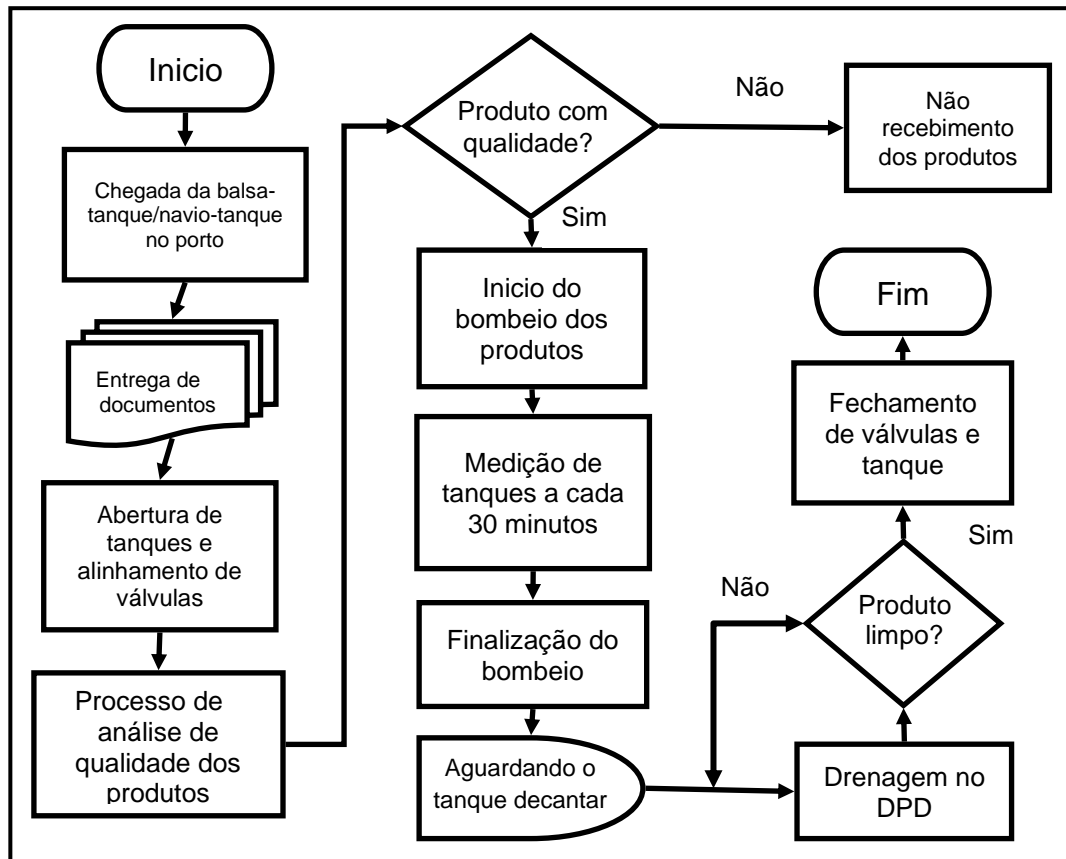 Inicio
Chegada da balsa-
tanque/navio-tanque
no porto
Entrega de
documentos
Abertura de
tanques e
alinhamento de
válvulas
Processo de
análise de
qualidade dos
produtos
Produto com
qualidade?
Não
Não
recebimento
dos produtos
Sim
Inicio do
bombeio dos
produtos
Medição de
tanques a cada
30 minutos
Finalização do
bombeio
Aguardando o
tanque decantar
Drenagem no
DPD
Produto
limpo?
Não
Sim
Fechamento
de válvulas e
tanque
Fim